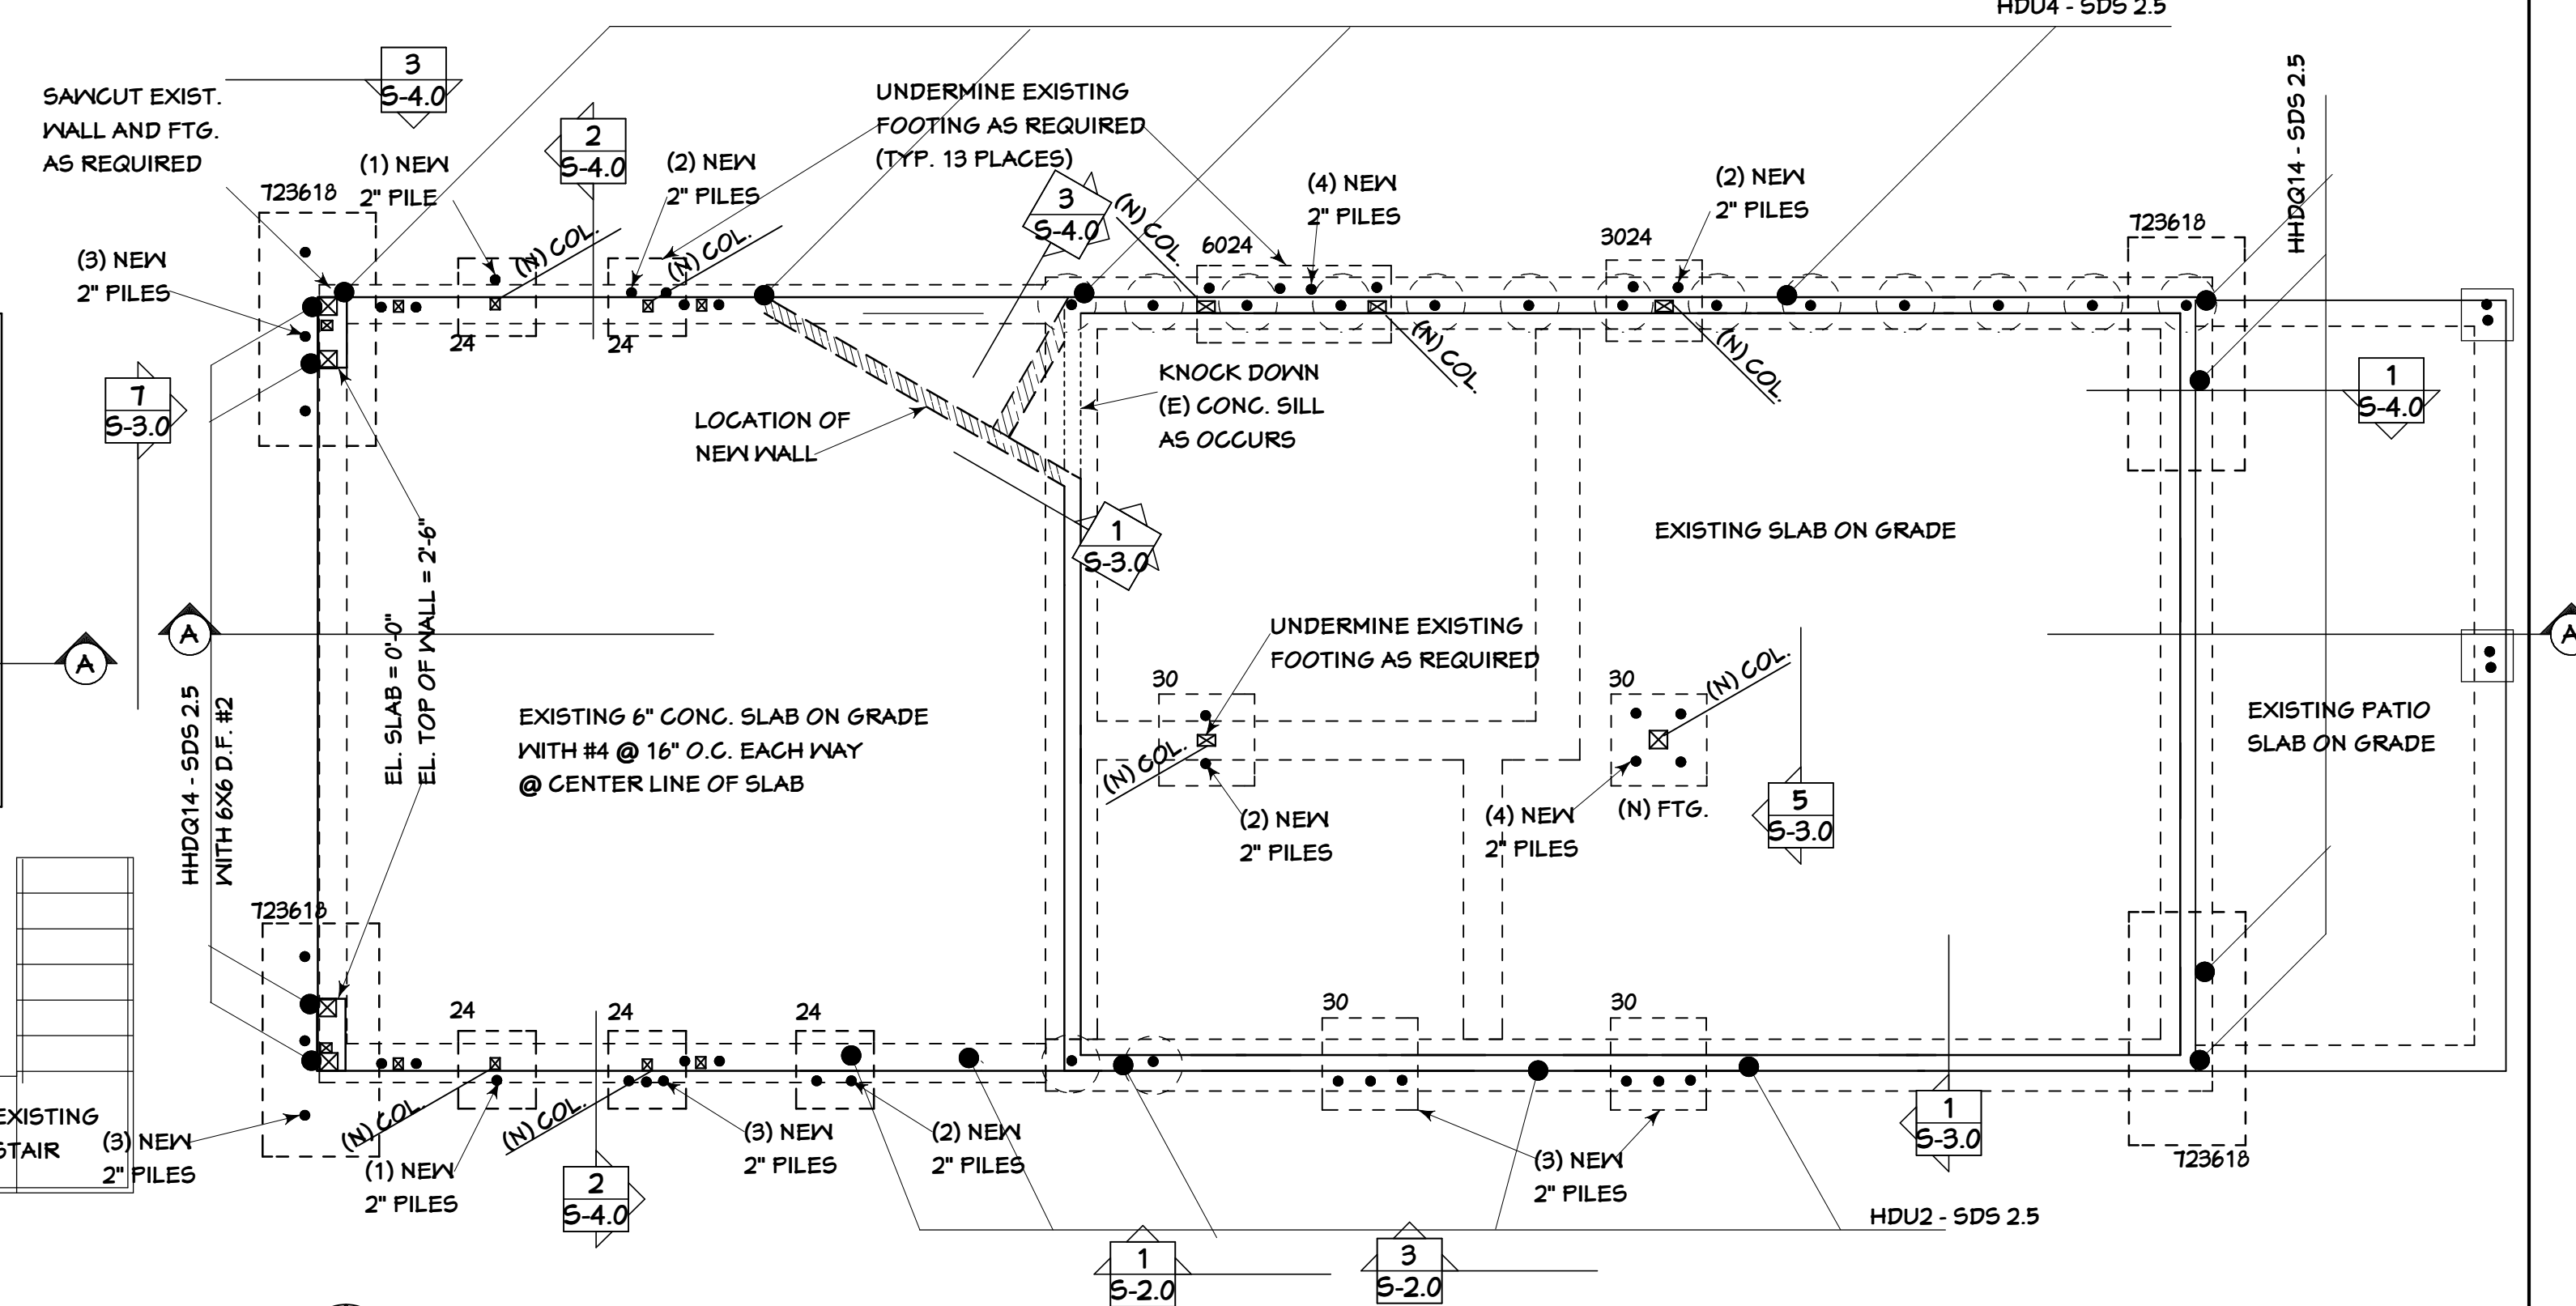 HDU4 - SDS 2.5
3
S-4.0
SAWCUT EXIST.
WALL AND FTG.
AS REQUIRED
2
S-4.0
UNDERMINE EXISTING
FOOTING AS REQUIRED
(TYP. 13 PLACES)
HHDQ14 - SDS 2.5
723618
(1) NEW
2" PILE
(2) NEW
2" PILES
3
S-4.0
(N) COL.
(4) NEW
2" PILES
(2) NEW
2" PILES
6024
3024
723618
(3) NEW
2" PILES
(N) COL.
(N) COL.
24
24
(N) COL.
(N) COL.
7
S-3.0
1
S-4.0
KNOCK DOWN
(E) CONC. SILL
AS OCCURS
LOCATION OF
NEW WALL
1
S-3.0
EXISTING SLAB ON GRADE
EL. SLAB = 0'-0"
EL. TOP OF WALL = 2'-6"
A
A
A
UNDERMINE EXISTING
FOOTING AS REQUIRED
30
30
(N) COL.
(N) COL.
HHDQ14 - SDS 2.5
WITH 6X6 D.F. #2
EXISTING 6" CONC. SLAB ON GRADE
WITH #4 @ 16" O.C. EACH WAY
@ CENTER LINE OF SLAB
EXISTING PATIO
SLAB ON GRADE
(2) NEW
2" PILES
(4) NEW
2" PILES
(N) FTG.
5
S-3.0
723618
24
24
24
30
30
EXISTING
STAIR
(3) NEW
2" PILES
(N) COL.
(N) COL.
(1) NEW
2" PILES
(3) NEW
2" PILES
(2) NEW
2" PILES
(3) NEW
2" PILES
1
S-3.0
723618
2
S-4.0
HDU2 - SDS 2.5
1
S-2.0
3
S-2.0